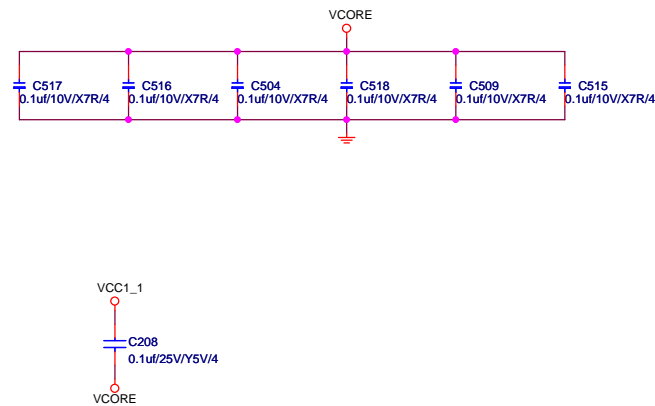 VCORE
C517 C516 C504 C518 C509 C515
0.1uf/10V/X7R/4 0.1uf/10V/X7R/4 0.1uf/10V/X7R/4 0.1uf/10V/X7R/4 0.1uf/10V/X7R/4 0.1uf/10V/X7R/4
VCC1_1
C208
0.1uf/25V/Y5V/4
VCORE